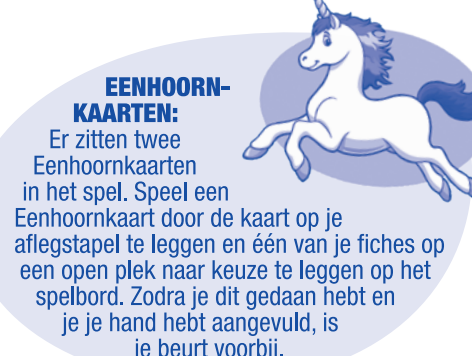 EENHOORN-
KAARTEN:
Er zitten twee
Eenhoornkaarten
in het spel. Speel een
Eenhoornkaart door de kaart op je
aflegstapel te leggen en één van je fiches op
een open plek naar keuze te leggen op het
spelbord. Zodra je dit gedaan hebt en
je je hand hebt aangevuld, is
je beurt voorbij.